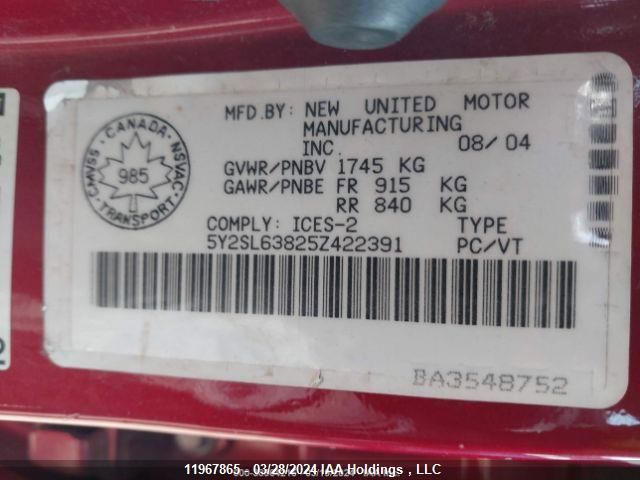 MFD.BY: NEW UNITED MOTOR
MANUFACTURING
INC. 08/04
GVWR/PNBV 1745 KG
GAWR/PNBE FR 915 KG
RR 840 KG
COMPLY: ICES-2 TYPE
5Y2SL63825Z422391 PC/VT
CANADA
CMVSS NSVAC
985
TRANSPORT
BA3548752
11967865 - 03/28/2024 IAA Holdings , LLC